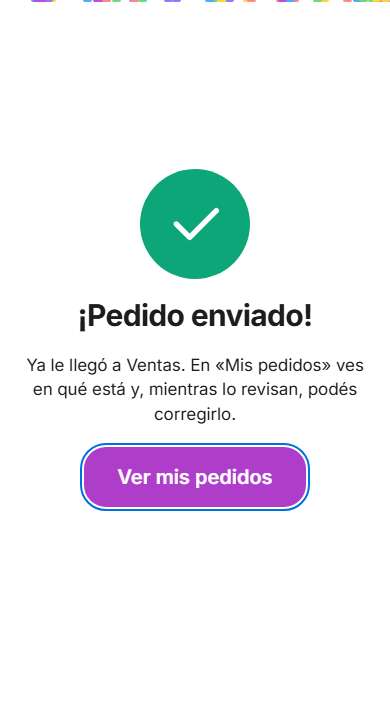 ¡Pedido enviado!
Ya le llegó a Ventas. En «Mis pedidos» ves
en qué está y, mientras lo revisan, podés
corregirlo.
Ver mis pedidos